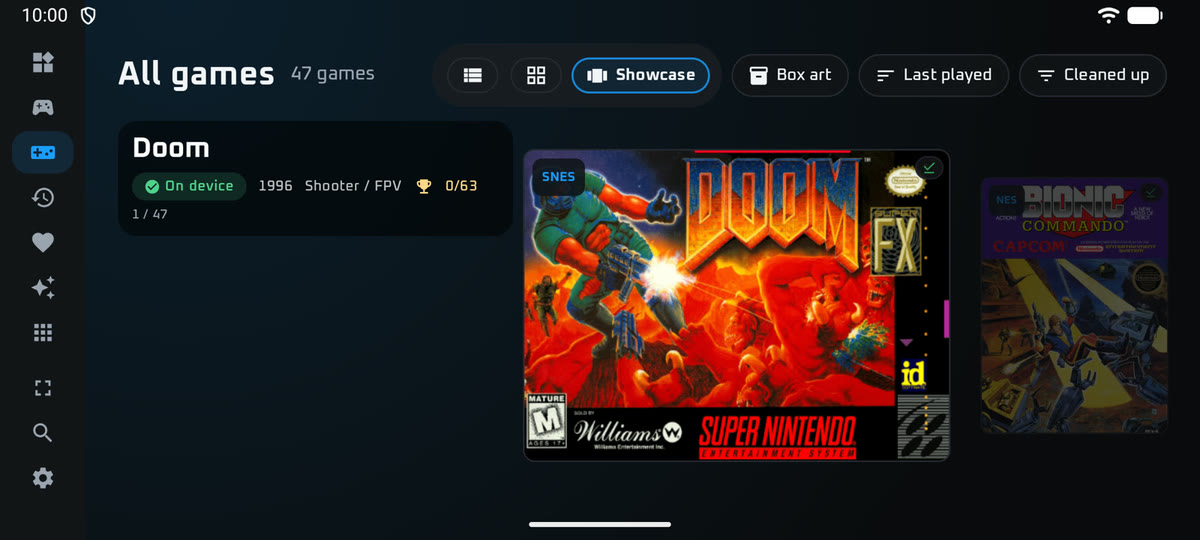 10:00
All games 47 games Showcase Box art Last played Cleaned up
Doom
On device 1996 Shooter / FPV 0/63
1 / 47
SNES
DOOM
TM
SUPER
FX
id
MATURE
M
AGES 17+
SOLD BY
Williams W
Williams Entertainment Inc.
SUPER NINTENDO
ENTERTAINMENT SYSTEM
NES
BIONIC
COMMANDO
CAPCOM